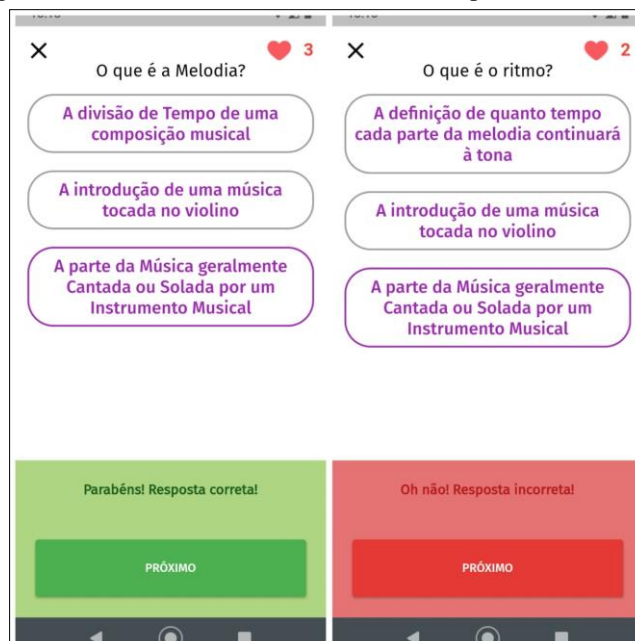 3
O que é a Melodia?
A divisão de Tempo de uma
composição musical
A introdução de uma música
tocada no violino
A parte da Música geralmente
Cantada ou Solada por um
Instrumento Musical
Parabéns! Resposta correta!
PRÓXIMO
2
O que é o ritmo?
A definição de quanto tempo
cada parte da melodia continuará
à tona
A introdução de uma música
tocada no violino
A parte da Música geralmente
Cantada ou Solada por um
Instrumento Musical
Oh não! Resposta incorreta!
PRÓXIMO